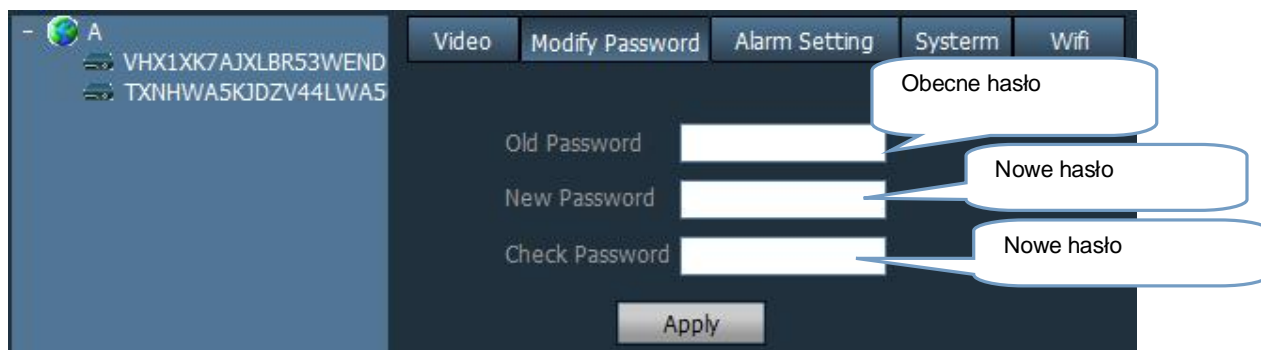 A
VHX1XK7AJXLBR53WEND
TXNHWA5KJDZV44LWA5
Video
Modify Password
Alarm Setting
Systerm
Wifi
Obecne hasło
Old Password
Nowe hasło
New Password
Nowe hasło
Check Password
Apply